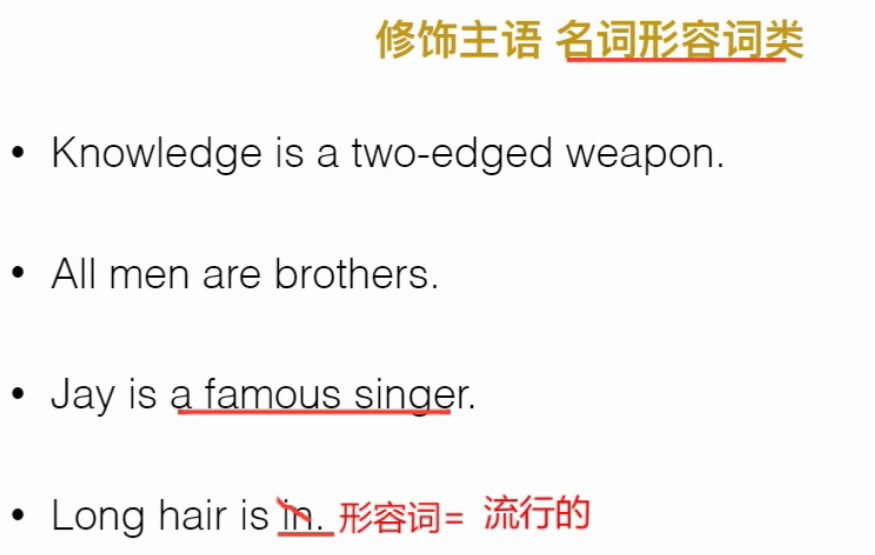 修饰主语 名词形容词类
• Knowledge is a two-edged weapon.
• All men are brothers.
• Jay is a famous singer.
• Long hair is in. 形容词= 流行的